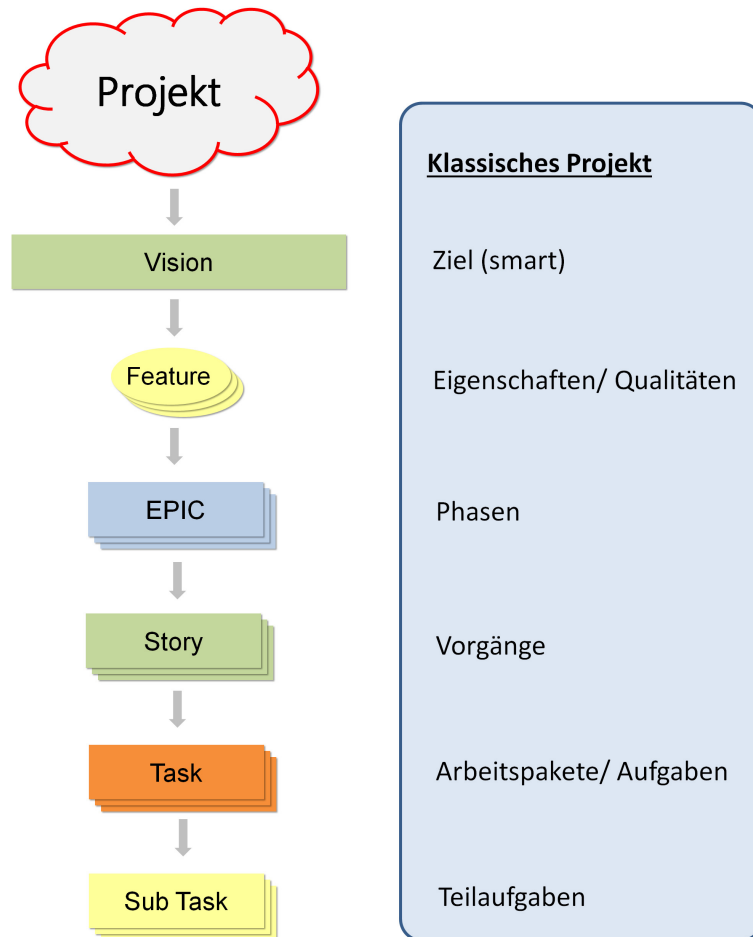 Projekt
Klassisches Projekt
Vision
Ziel (smart)
Feature
Eigenschaften/ Qualitäten
EPIC
Phasen
Story
Vorgänge
Task
Arbeitspakete/ Aufgaben
Sub Task
Teilaufgaben